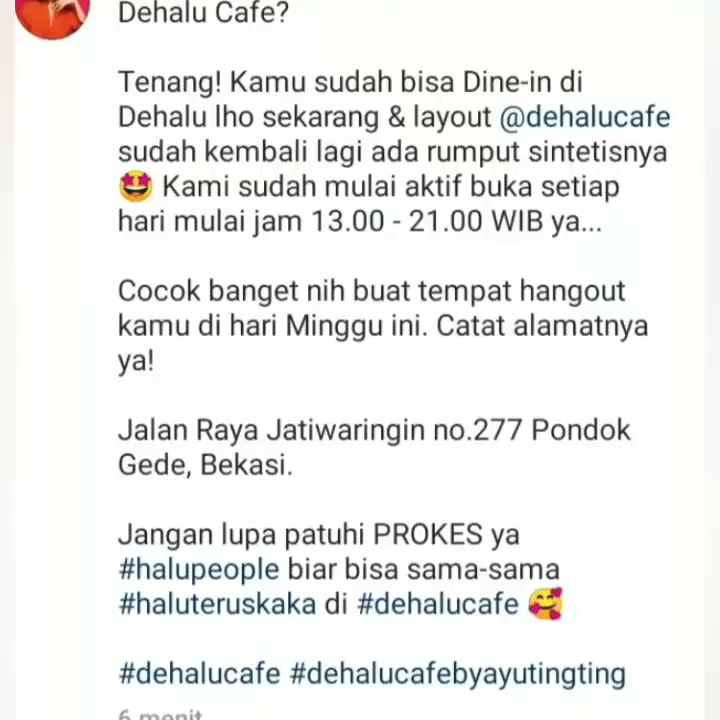 Dehalu Cafe?
Tenang! Kamu sudah bisa Dine-in di
Dehalu lho sekarang & layout @dehalucafe
sudah kembali lagi ada rumput sintetisnya
🤩 Kami sudah mulai aktif buka setiap
hari mulai jam 13.00 - 21.00 WIB ya...
Cocok banget nih buat tempat hangout
kamu di hari Minggu ini. Catat alamatnya
ya!
Jalan Raya Jatiwaringin no.277 Pondok
Gede, Bekasi.
Jangan lupa patuhi PROKES ya
#halupeople biar bisa sama-sama
#haluteruskaka di #dehalucafe 🥰
#dehalucafe #dehalucafebyayutingting
6 menit